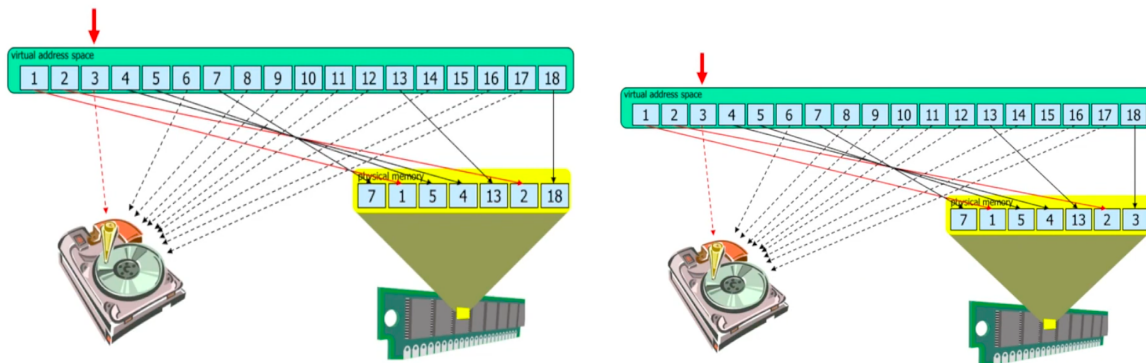 virtual address space
1 2 3 4 5 6 7 8 9 10 11 12 13 14 15 16 17 18
physical memory
7 1 5 4 13 2 18
virtual address space
1 2 3 4 5 6 7 8 9 10 11 12 13 14 15 16 17 18
physical memory
7 1 5 4 13 2 3